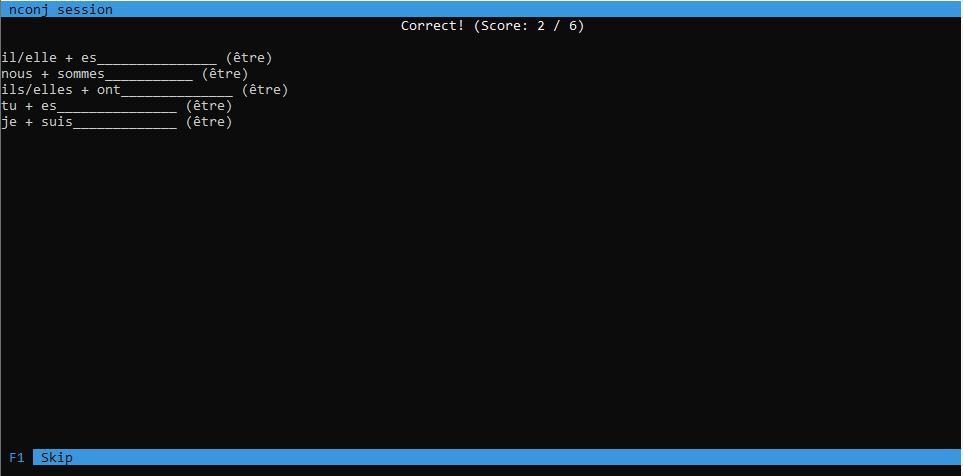 nconj session
Correct! (Score: 2 / 6)
il/elle + es_______________ (être)
nous + sommes___________ (être)
ils/elles + ont______________ (être)
tu + es_______________ (être)
je + suis_____________ (être)
F1 Skip